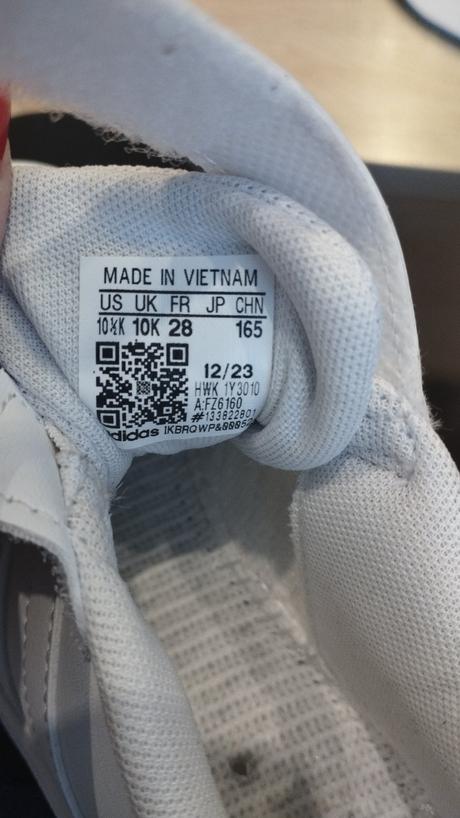 MADE IN VIETNAM
US UK FR JP CHN
10½K 10K 28 165
12/23
HWK 1Y3010
A:FZ6160
#133822801
adidas IKBRQWP&